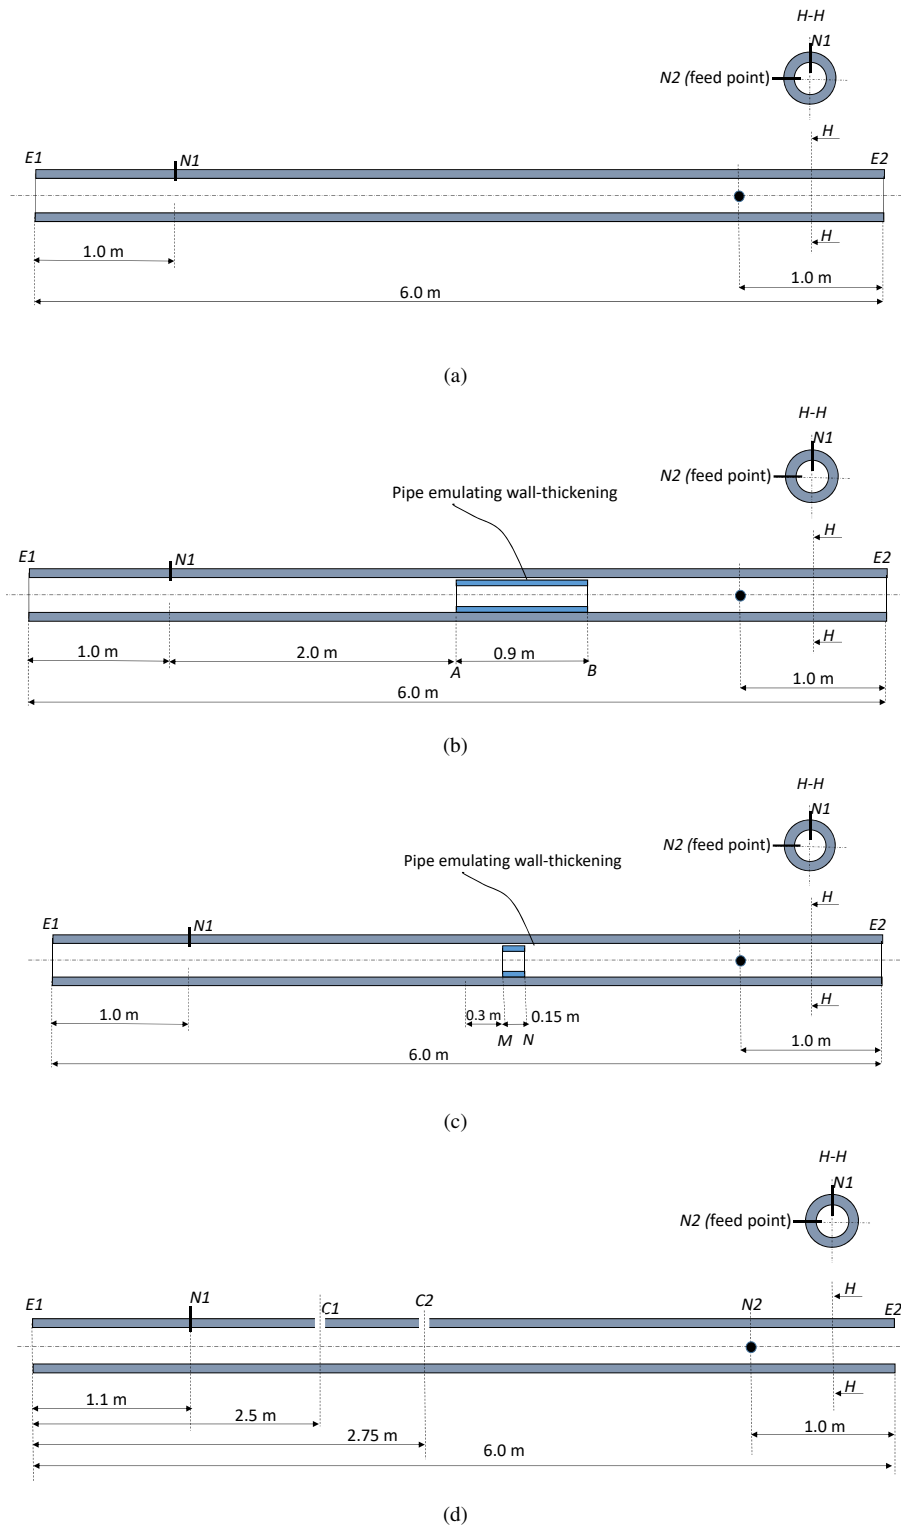 H-H
N1
N2 (feed point)
H
E1
N1
E2
H
1.0 m
1.0 m
6.0 m
(a)
H-H
N1
N2 (feed point)
Pipe emulating wall-thickening
H
E1
N1
E2
H
1.0 m
2.0 m
0.9 m
A
B
1.0 m
6.0 m
(b)
H-H
N1
N2 (feed point)
Pipe emulating wall-thickening
H
E1
N1
E2
H
1.0 m
0.3 m
0.15 m
M
N
1.0 m
6.0 m
(c)
H-H
N1
N2 (feed point)
H
E1
N1
C1
C2
N2
E2
H
1.1 m
2.5 m
1.0 m
2.75 m
6.0 m
(d)